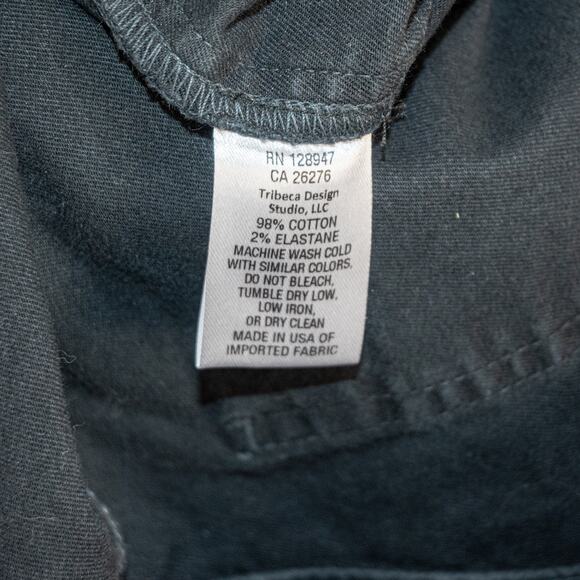 RN 128947
CA 26276
Tribeca Design
Studio, LLC
98% COTTON
2% ELASTANE
MACHINE WASH COLD
WITH SIMILAR COLORS,
DO NOT BLEACH,
TUMBLE DRY LOW,
LOW IRON,
OR DRY CLEAN
MADE IN USA OF
IMPORTED FABRIC